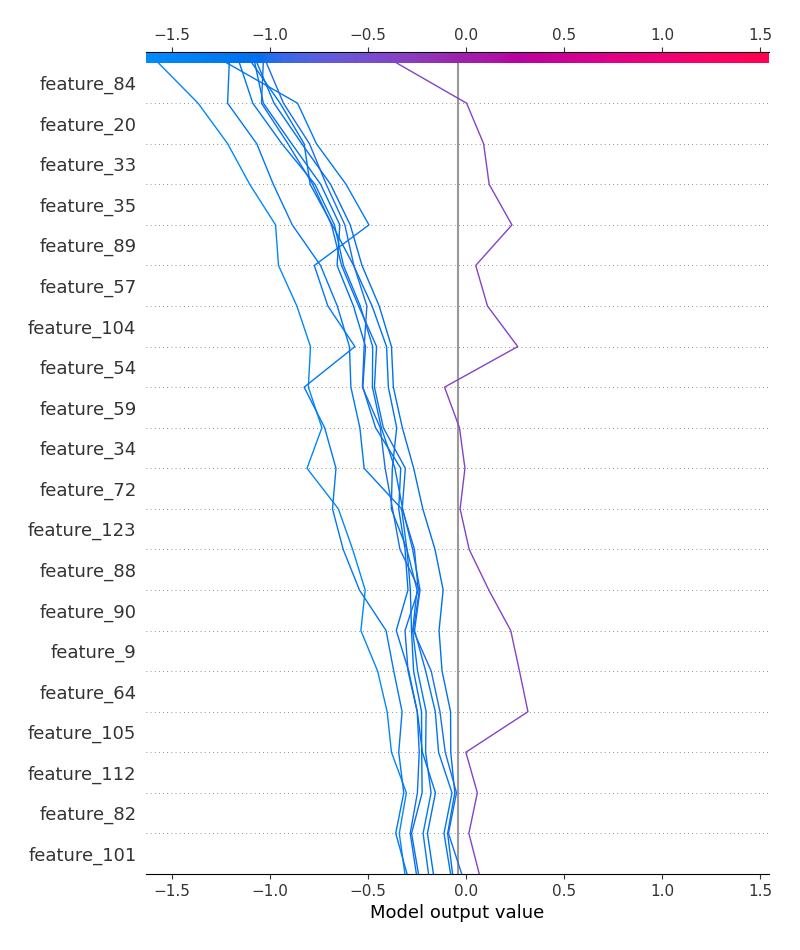 −1.5 −1.0 −0.5 0.0 0.5 1.0 1.5
feature_84
feature_20
feature_33
feature_35
feature_89
feature_57
feature_104
feature_54
feature_59
feature_34
feature_72
feature_123
feature_88
feature_90
feature_9
feature_64
feature_105
feature_112
feature_82
feature_101
−1.5 −1.0 −0.5 0.0 0.5 1.0 1.5
Model output value